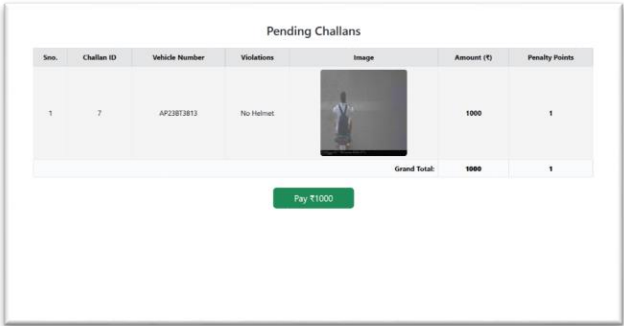 Pending Challans
Sno. Challan ID Vehicle Number Violations Image Amount (₹) Penalty Points
1 7 AP23BT3813 No Helmet 1000 1
Grand Total: 1000 1
Pay ₹1000